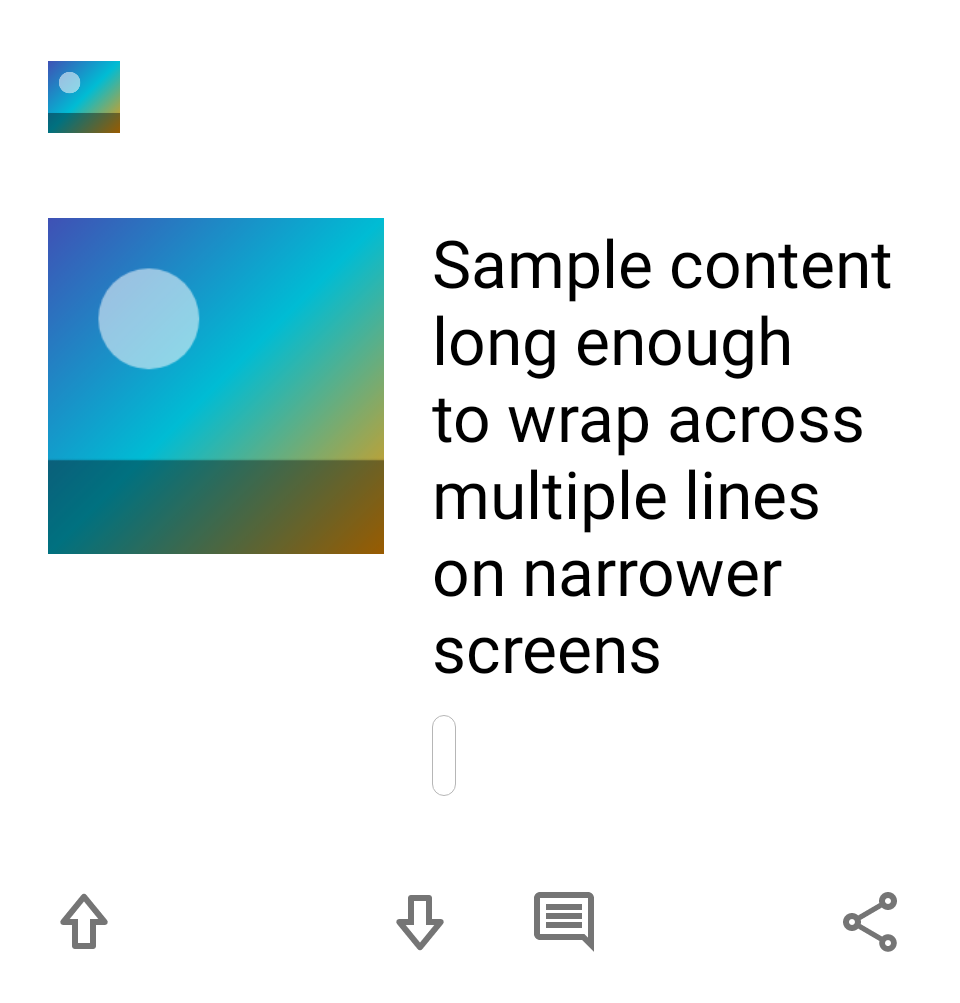 Sample content
long enough
to wrap across
multiple lines
on narrower
screens